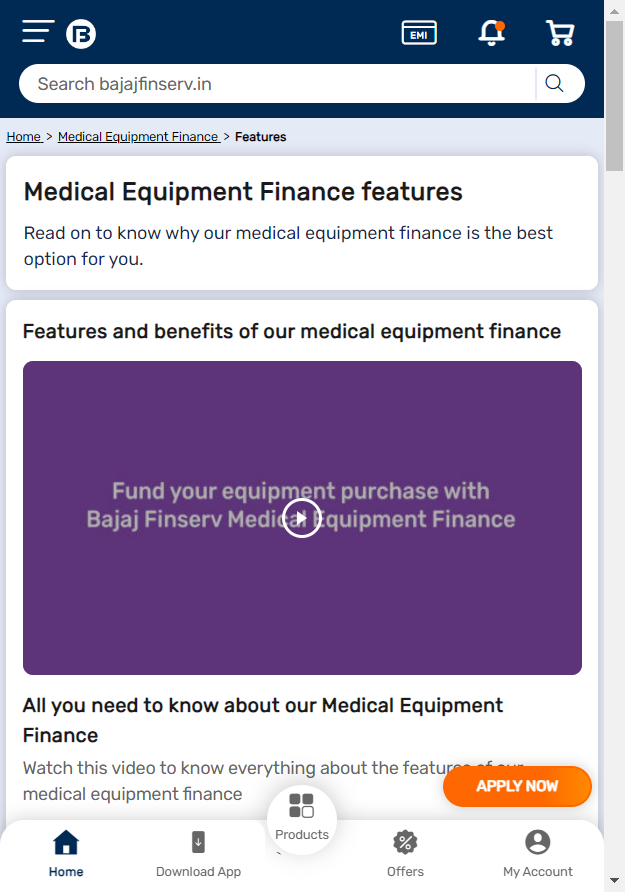 EMI
Search bajajfinserv.in
Home > Medical Equipment Finance > Features
Medical Equipment Finance features
Read on to know why our medical equipment finance is the best
option for you.
Features and benefits of our medical equipment finance
Fund your equipment purchase with
Bajaj Finserv Medical Equipment Finance
All you need to know about our Medical Equipment
Finance
Watch this video to know everything about the features of our
medical equipment finance
APPLY NOW
Products
Home
Download App
Offers
My Account